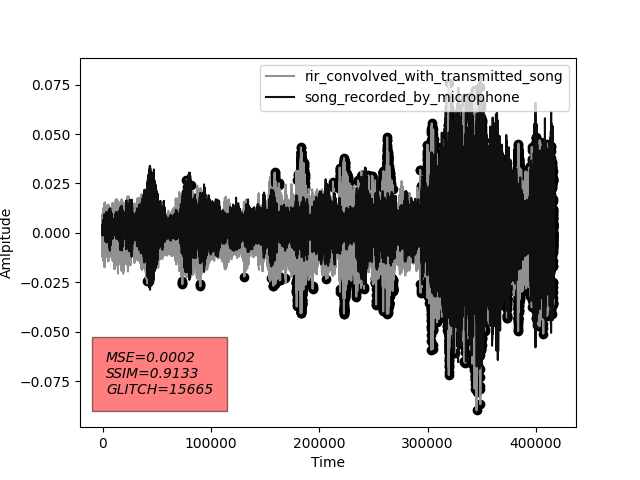 rir_convolved_with_transmitted_song
song_recorded_by_microphone
0.075
0.050
0.025
0.000
−0.025
−0.050
−0.075
Amlpitude
MSE=0.0002
SSIM=0.9133
GLITCH=15665
0 100000 200000 300000 400000
Time